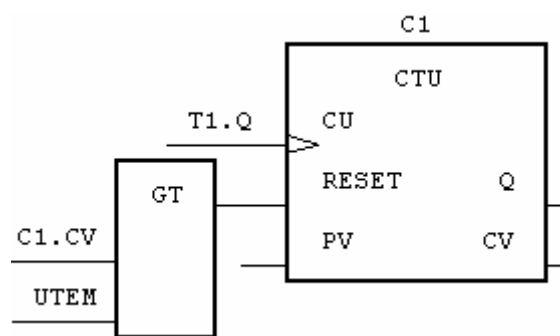 C1
CTU
T1.Q CU
GT RESET Q
C1.CV PV CV
UTEM